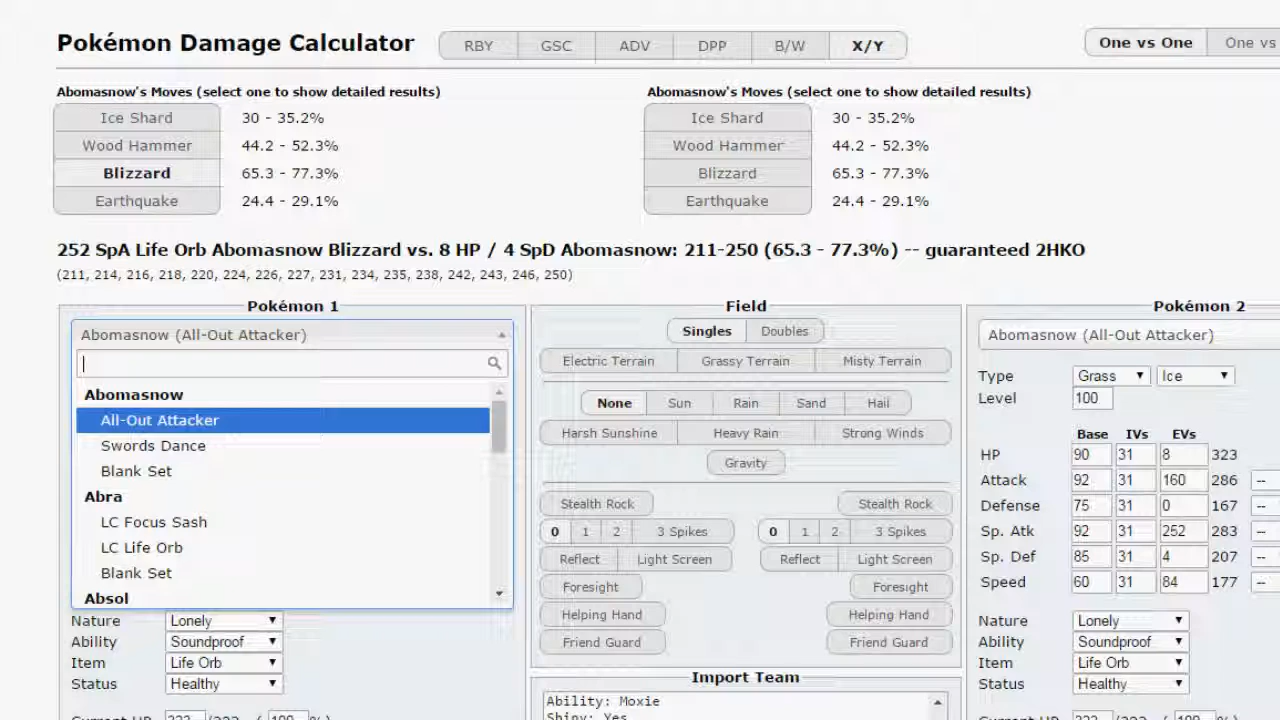 Pokémon Damage Calculator
RBY GSC ADV DPP B/W X/Y
One vs One One vs
Abomasnow's Moves (select one to show detailed results)
Ice Shard 30 - 35.2%
Wood Hammer 44.2 - 52.3%
Blizzard 65.3 - 77.3%
Earthquake 24.4 - 29.1%
Abomasnow's Moves (select one to show detailed results)
Ice Shard 30 - 35.2%
Wood Hammer 44.2 - 52.3%
Blizzard 65.3 - 77.3%
Earthquake 24.4 - 29.1%
252 SpA Life Orb Abomasnow Blizzard vs. 8 HP / 4 SpD Abomasnow: 211-250 (65.3 - 77.3%) -- guaranteed 2HKO
(211, 214, 216, 218, 220, 224, 226, 227, 231, 234, 235, 238, 242, 243, 246, 250)
Pokémon 1
Abomasnow (All-Out Attacker)
Abomasnow
All-Out Attacker
Swords Dance
Blank Set
Abra
LC Focus Sash
LC Life Orb
Blank Set
Absol
Nature Lonely
Ability Soundproof
Item Life Orb
Status Healthy
Current HP 323 /323 ( 100 %)
Field
Singles Doubles
Electric Terrain Grassy Terrain Misty Terrain
None Sun Rain Sand Hail
Harsh Sunshine Heavy Rain Strong Winds
Gravity
Stealth Rock Stealth Rock
0 1 2 3 Spikes 0 1 2 3 Spikes
Reflect Light Screen Reflect Light Screen
Foresight Foresight
Helping Hand Helping Hand
Friend Guard Friend Guard
Import Team
Ability: Moxie
Shiny: Yes
Pokémon 2
Abomasnow (All-Out Attacker)
Type Grass Ice
Level 100
Base IVs EVs
HP 90 31 8 323
Attack 92 31 160 286 --
Defense 75 31 0 167 --
Sp. Atk 92 31 252 283 --
Sp. Def 85 31 4 207 --
Speed 60 31 84 177 --
Nature Lonely
Ability Soundproof
Item Life Orb
Status Healthy
Current HP 323 /323 ( 100 %)